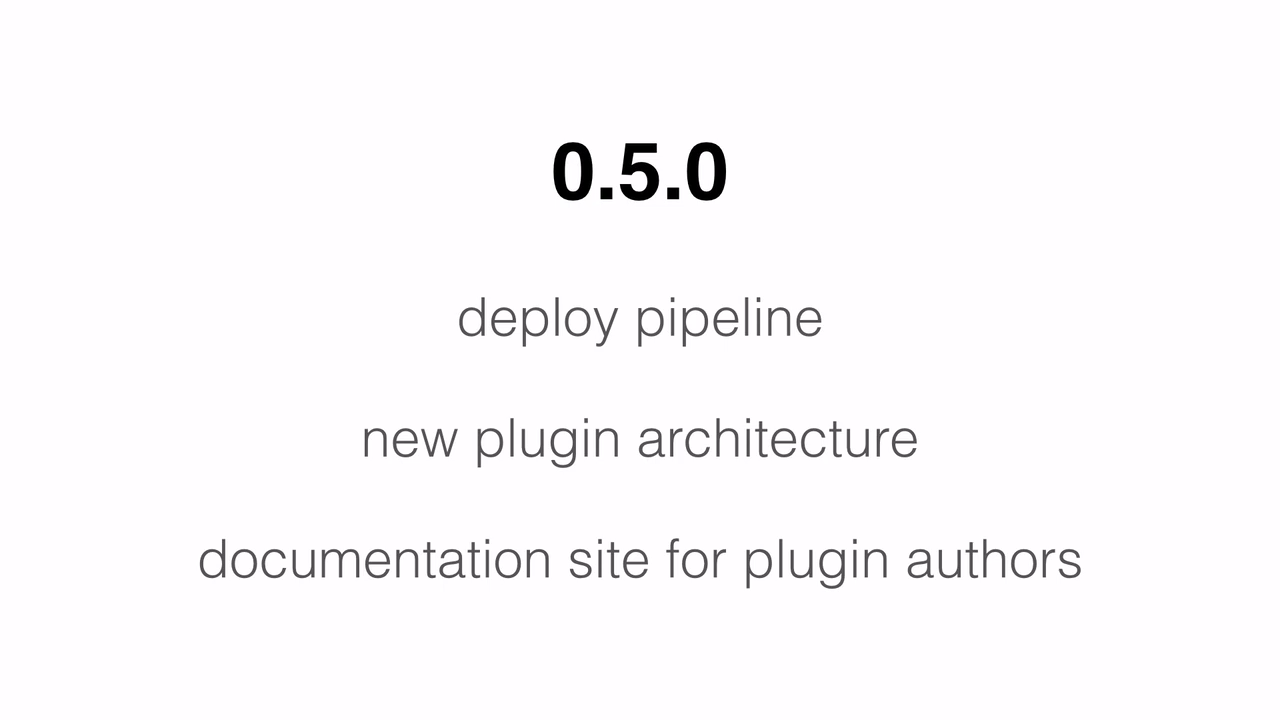 0.5.0
deploy pipeline
new plugin architecture
documentation site for plugin authors